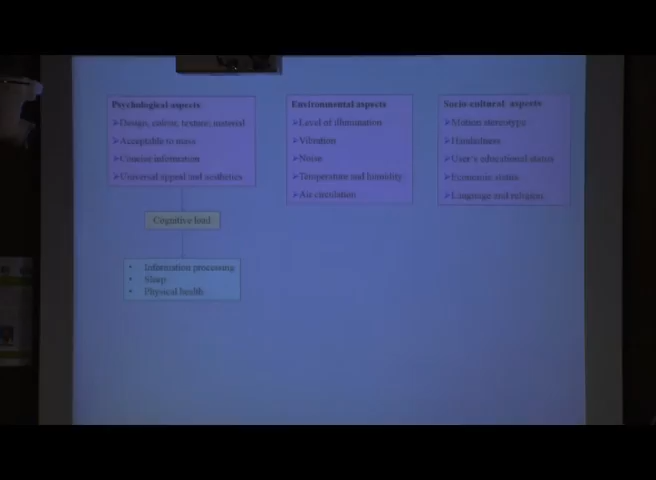 Psychological aspects
Design, colour, texture, material
Acceptable to mass
Concise information
Universal appeal and aesthetics
Cognitive load
Information processing
Sleep
Physical health
Environmental aspects
Level of illumination
Vibration
Noise
Temperature and humidity
Air circulation
Socio-cultural aspects
Motion stereotype
Handedness
User's educational status
Economic status
Language and religion